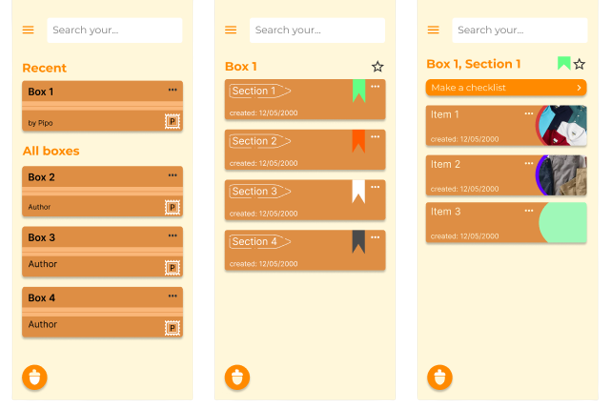 Search your...
Recent
Box 1
by Pipo
P
All boxes
Box 2
Author
P
Box 3
Author
P
Box 4
Author
P
Search your...
Box 1
Section 1
created: 12/05/2000
Section 2
created: 12/05/2000
Section 3
created: 12/05/2000
Section 4
created: 12/05/2000
Search your...
Box 1, Section 1
Make a checklist
Item 1
created: 12/05/2000
Item 2
created: 12/05/2000
Item 3
created: 12/05/2000